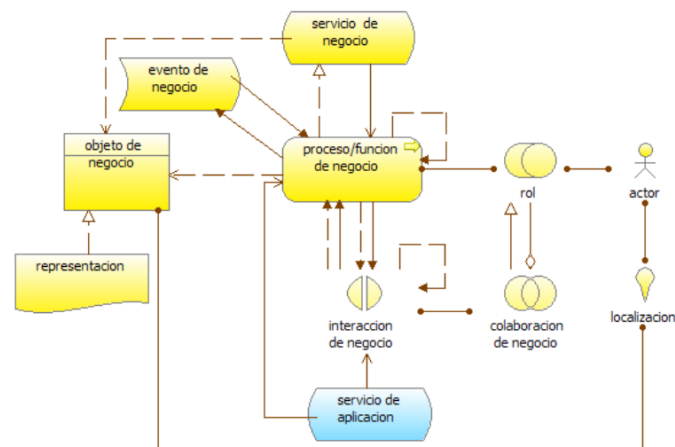 servicio de
negocio
evento de
negocio
objeto de
negocio
proceso/funcion
de negocio
rol
actor
representacion
interaccion
de negocio
colaboracion
de negocio
localizacion
servicio de
aplicacion